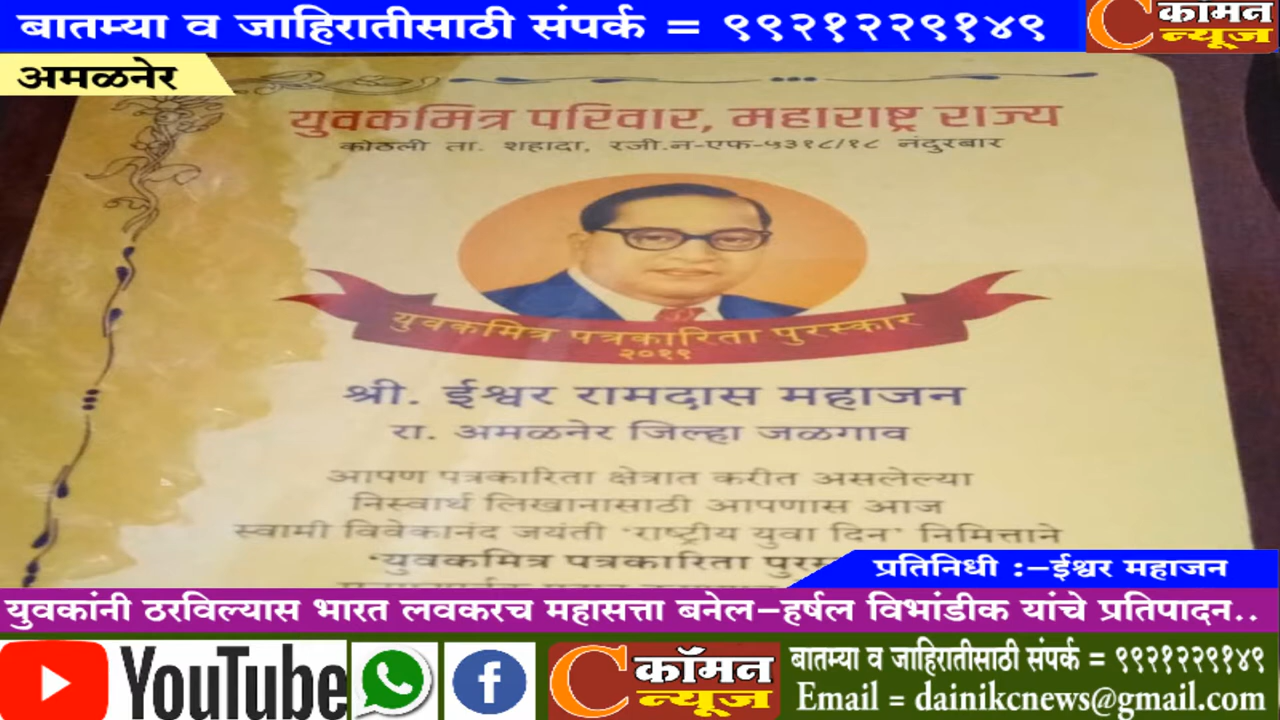 बातम्या व जाहिरातीसाठी संपर्क = ९९२१२२९१४९
कॉमन
न्यूज
अमळनेर
युवकमित्र परिवार, महाराष्ट्र राज्य
कोठली ता. शहादा, रजी.न-एफ-५३१८/१८ नंदुरबार
युवकमित्र पत्रकारिता पुरस्कार
२०१९
श्री. ईश्वर रामदास महाजन
रा. अमळनेर जिल्हा जळगाव
आपण पत्रकारिता क्षेत्रात करीत असलेल्या
निस्वार्थ लिखानासाठी आपणास आज
स्वामी विवेकानंद जयंती 'राष्ट्रीय युवा दिन' निमित्ताने
'युवकमित्र पत्रकारिता
प्रतिनिधी :-ईश्वर महाजन
युवकांनी ठरविल्यास भारत लवकरच महासत्ता बनेल-हर्षल विभांडीक यांचे प्रतिपादन..
YouTube
कॉमन
न्यूज
बातम्या व जाहिरातीसाठी संपर्क = ९९२१२२९१४९
Email = dainikcnews@gmail.com